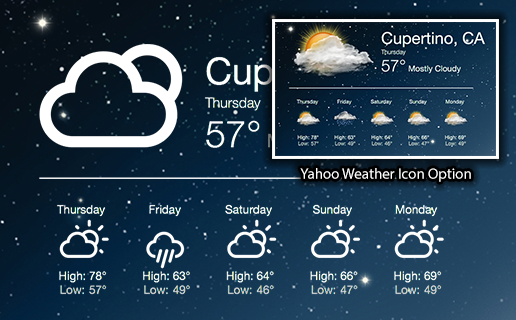 Cup
Thursday
57°
Cupertino, CA
Thursday
57° Mostly Cloudy
Thursday Friday Saturday Sunday Monday
High: 78° High: 63° High: 64° High: 66° High: 69°
Low: 57° Low: 49° Low: 46° Low: 47° Low: 49°
Yahoo Weather Icon Option
Thursday Friday Saturday Sunday Monday
High: 78° High: 63° High: 64° High: 66° High: 69°
Low: 57° Low: 49° Low: 46° Low: 47° Low: 49°